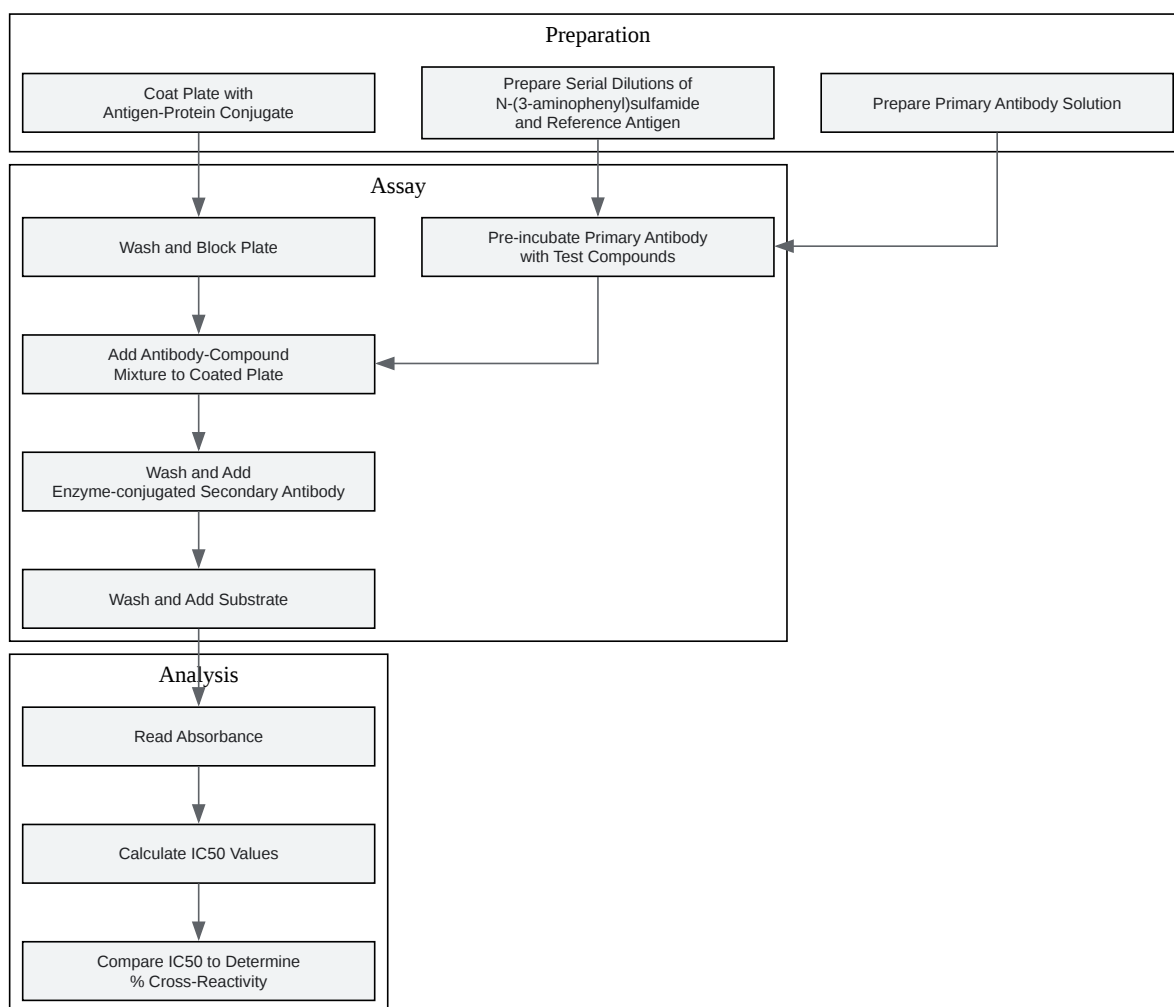 Preparation
Coat Plate with
Antigen-Protein Conjugate
Prepare Serial Dilutions of
N-(3-aminophenyl)sulfamide
and Reference Antigen
Prepare Primary Antibody Solution
Assay
Wash and Block Plate
Pre-incubate Primary Antibody
with Test Compounds
Add Antibody-Compound
Mixture to Coated Plate
Wash and Add
Enzyme-conjugated Secondary Antibody
Wash and Add Substrate
Analysis
Read Absorbance
Calculate IC50 Values
Compare IC50 to Determine
% Cross-Reactivity